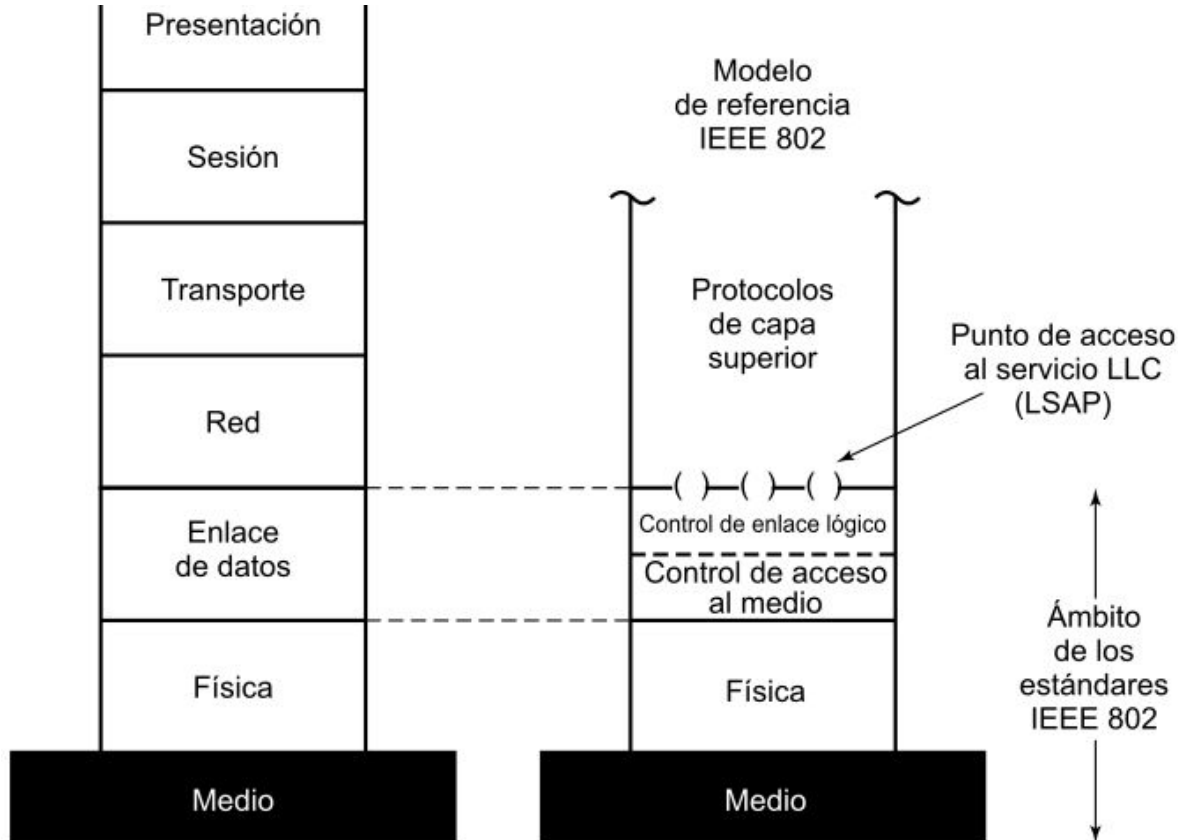 Presentación
Sesión
Transporte
Red
Enlace
de datos
Física
Medio
Modelo
de referencia
IEEE 802
Protocolos
de capa
superior
Punto de acceso
al servicio LLC
(LSAP)
( ) ( ) ( )
Control de enlace lógico
Control de acceso
al medio
Física
Medio
Ámbito
de los
estándares
IEEE 802